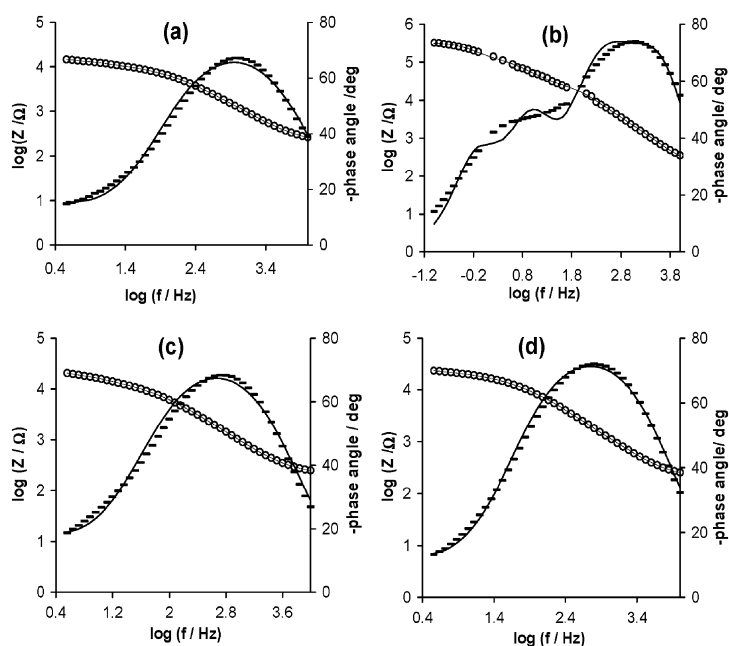 (a)
5
4
3
2
1
0
log(Z /Ω)
80
60
40
20
0
-phase angle /deg
0.4 1.4 2.4 3.4
log (f / Hz)
(b)
6
5
4
3
2
1
0
log (Z /Ω)
80
60
40
20
0
-phase angle/ deg
-1.2 -0.2 0.8 1.8 2.8 3.8
log (f / Hz)
(c)
5
4
3
2
1
0
log (Z / Ω)
80
60
40
20
0
-phase angle / deg
0.4 1.2 2 2.8 3.6
log (f / Hz)
(d)
5
4
3
2
1
0
log (Z /Ω)
80
60
40
20
0
-phase angle/ deg
0.4 1.4 2.4 3.4
log (f / Hz)